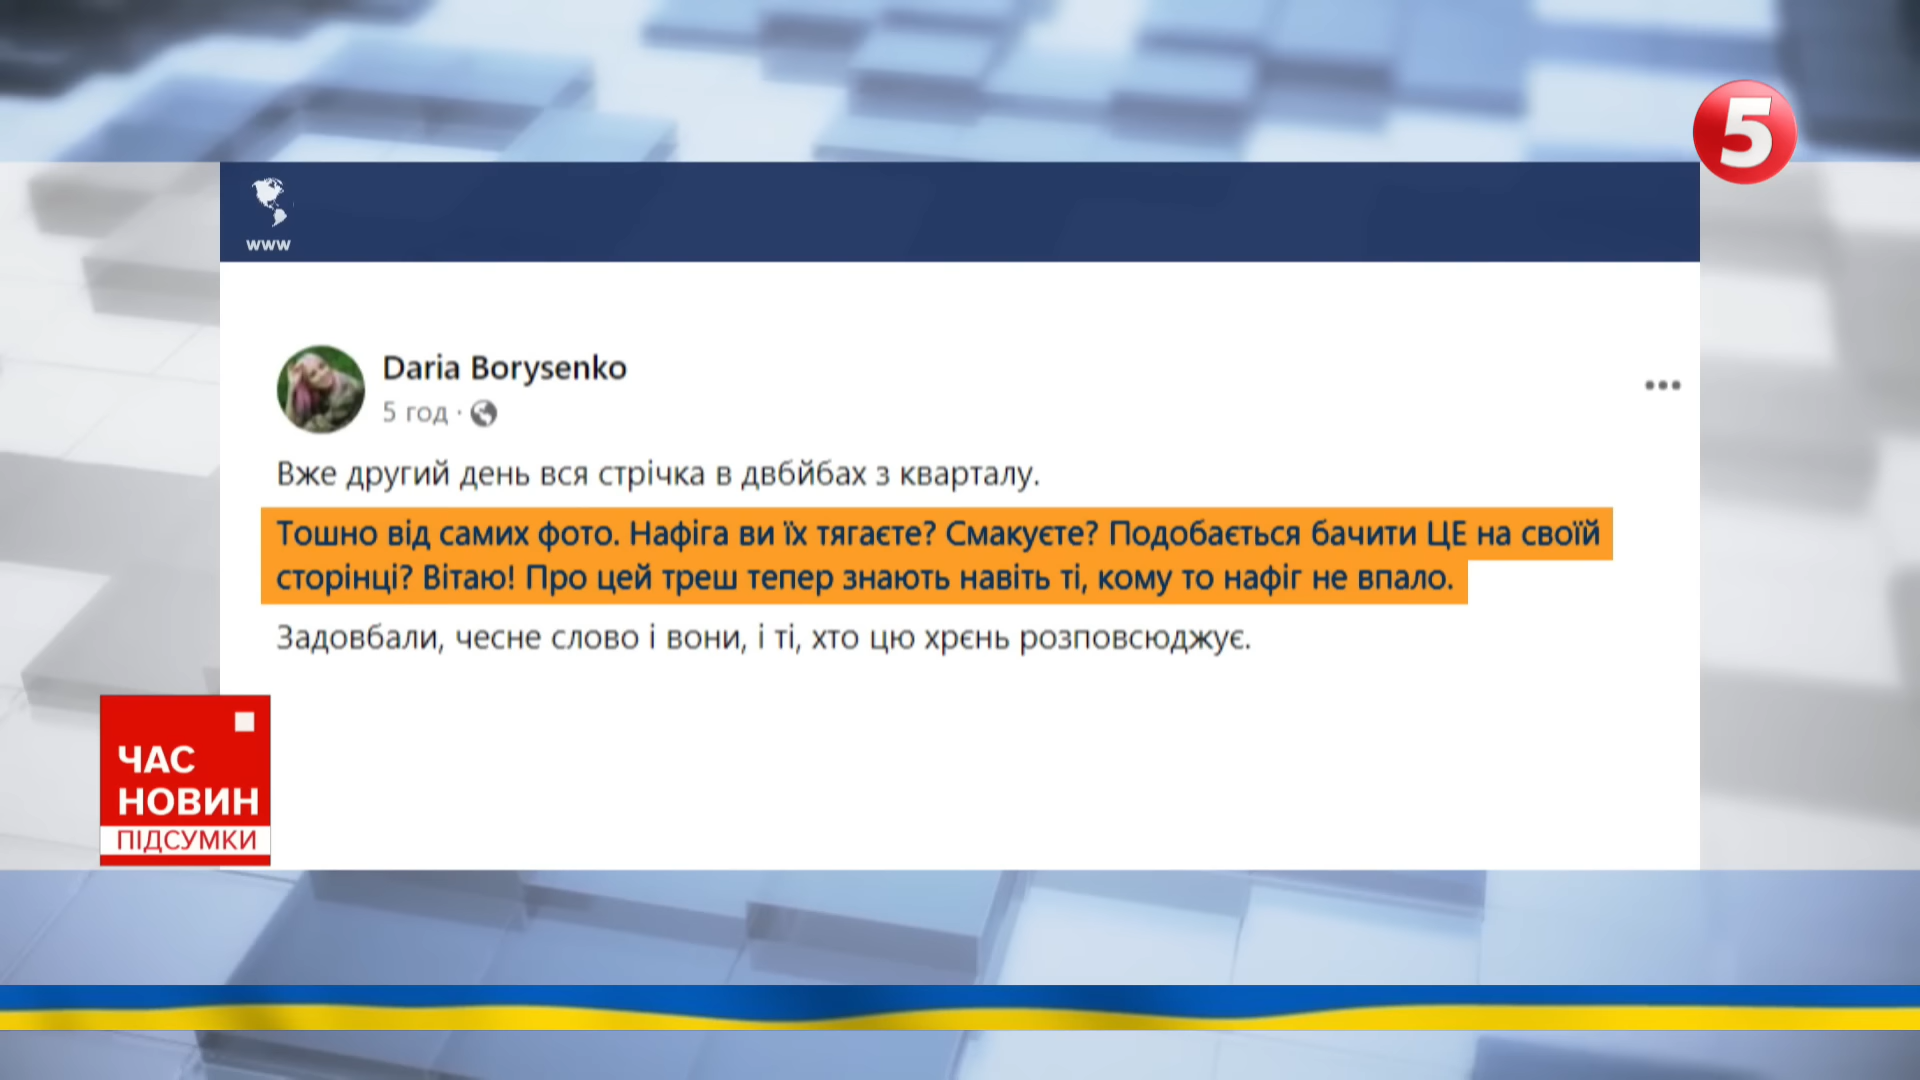 5
www
Daria Borysenko
5 год ·
Вже другий день вся стрічка в двбйбах з кварталу.
Тошно від самих фото. Нафіга ви їх тягаєте? Смакуєте? Подобається бачити ЦЕ на своїй
сторінці? Вітаю! Про цей треш тепер знають навіть ті, кому то нафіг не впало.
Задовбали, чесне слово і вони, і ті, хто цю хрєнь розповсюджує.
ЧАС
НОВИН
ПІДСУМКИ